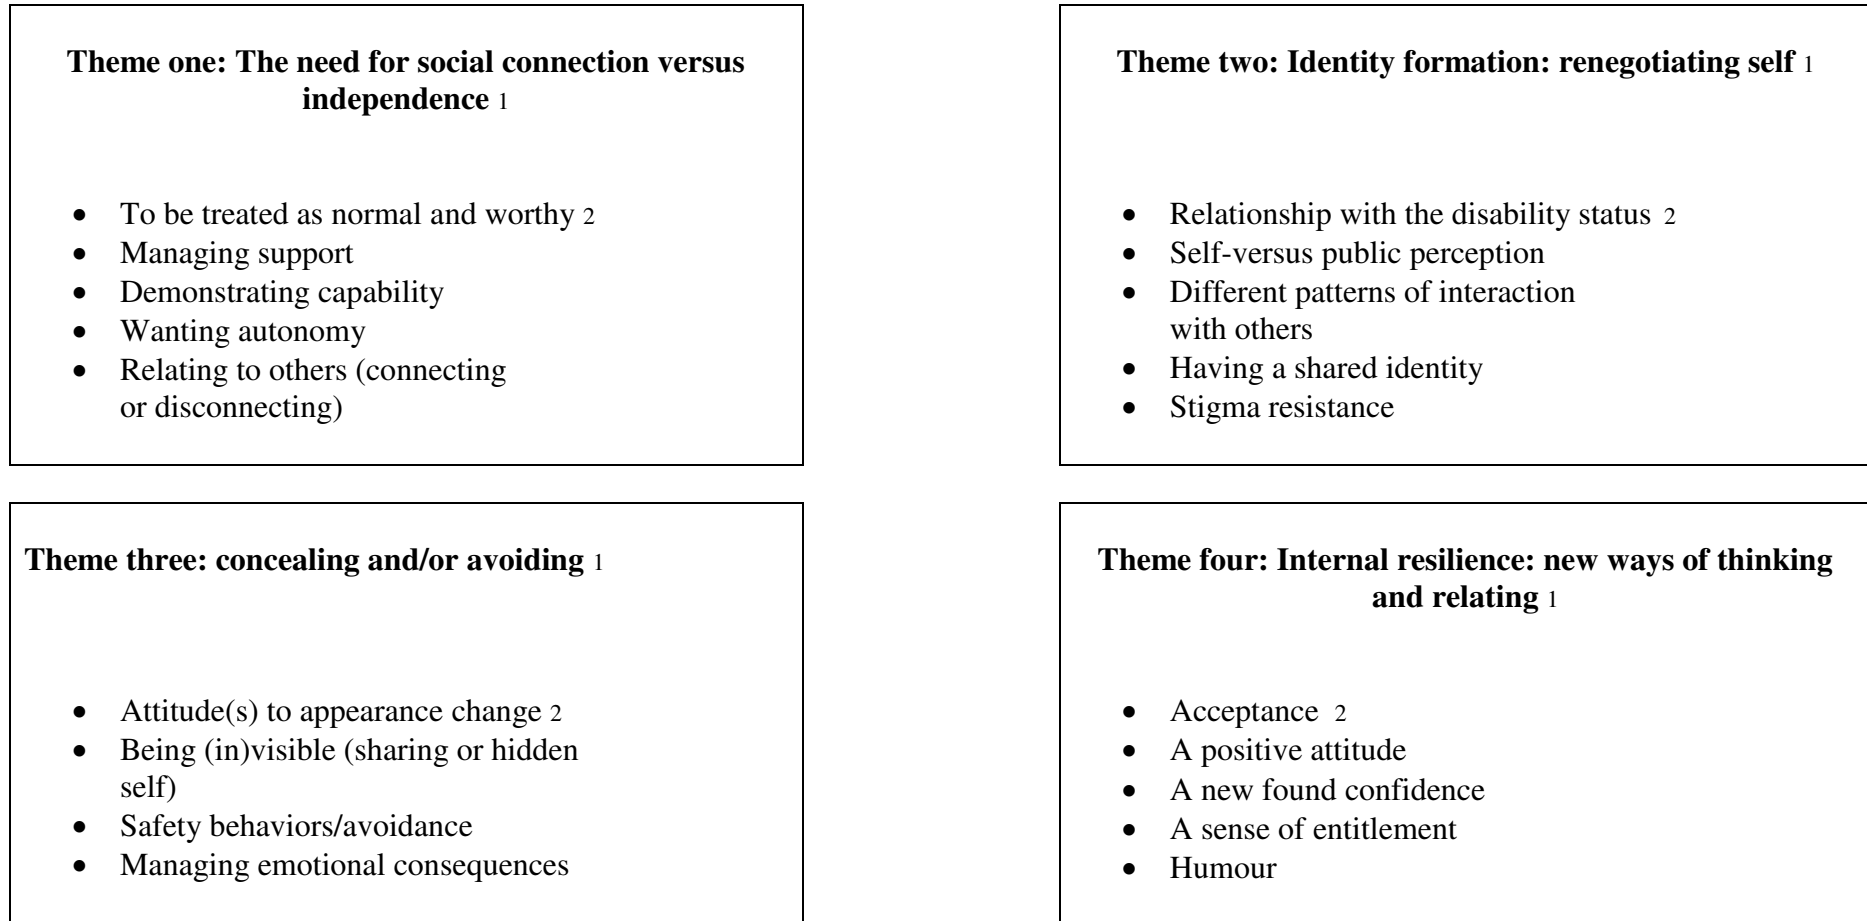 Theme one: The need for social connection versus
independence 1
• To be treated as normal and worthy 2
• Managing support
• Demonstrating capability
• Wanting autonomy
• Relating to others (connecting
or disconnecting)
Theme two: Identity formation: renegotiating self 1
• Relationship with the disability status 2
• Self-versus public perception
• Different patterns of interaction
with others
• Having a shared identity
• Stigma resistance
Theme three: concealing and/or avoiding 1
• Attitude(s) to appearance change 2
• Being (in)visible (sharing or hidden
self)
• Safety behaviors/avoidance
• Managing emotional consequences
Theme four: Internal resilience: new ways of thinking
and relating 1
• Acceptance 2
• A positive attitude
• A new found confidence
• A sense of entitlement
• Humour